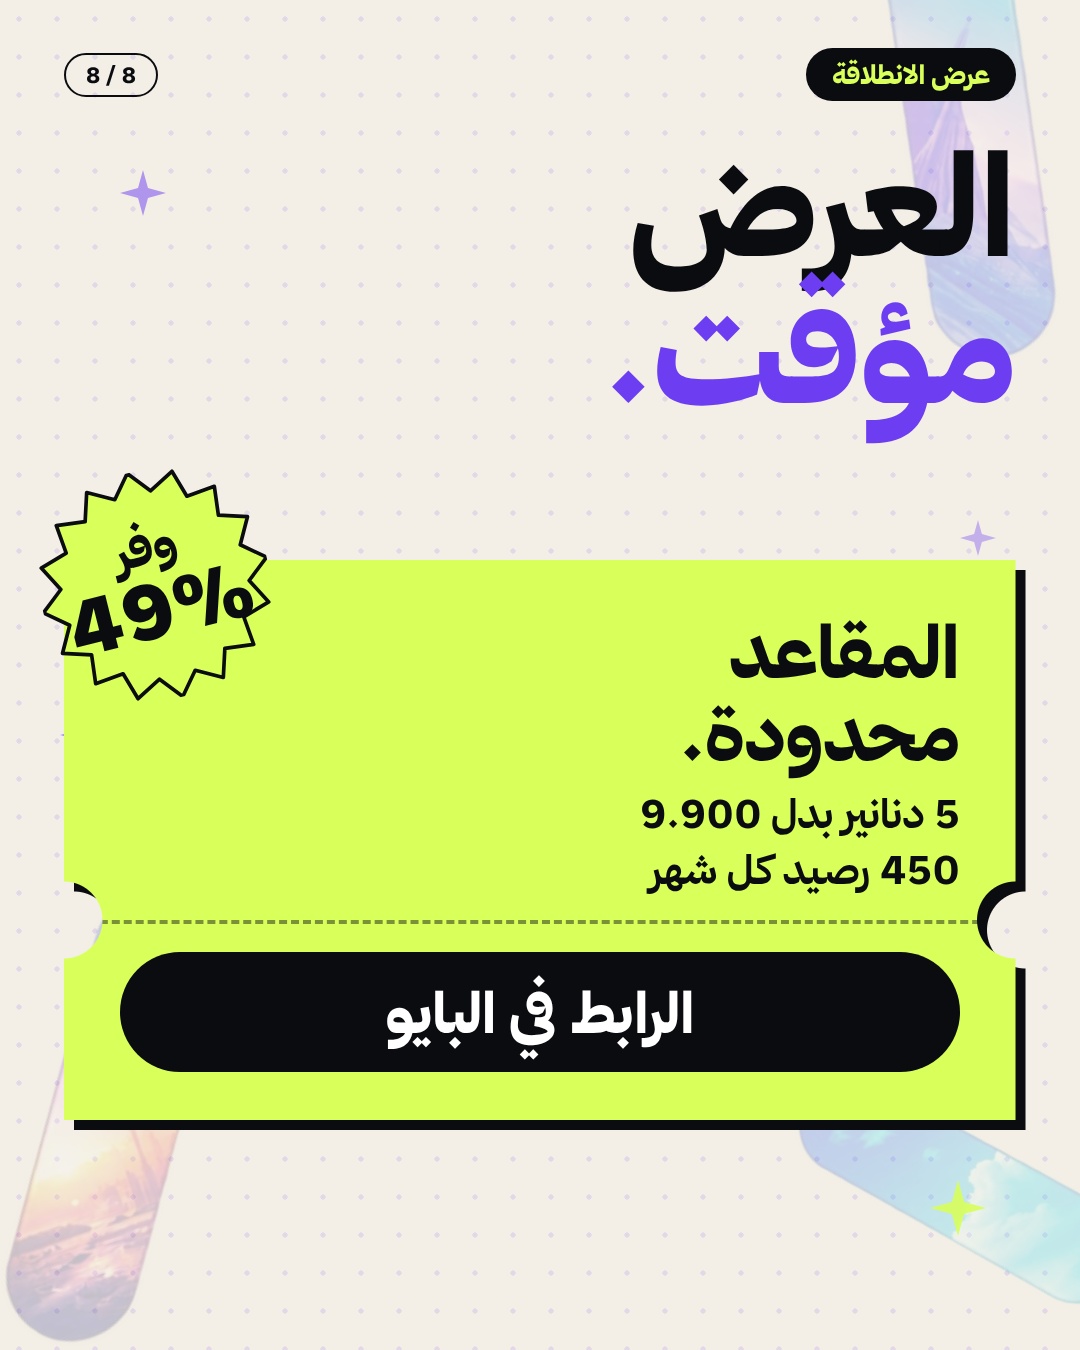 عرض الانطلاقة
8 / 8
العرض
مؤقت.
وفر
49%
المقاعد
محدودة.
5 دنانير بدل 9.900
450 رصيد كل شهر
الرابط في البايو